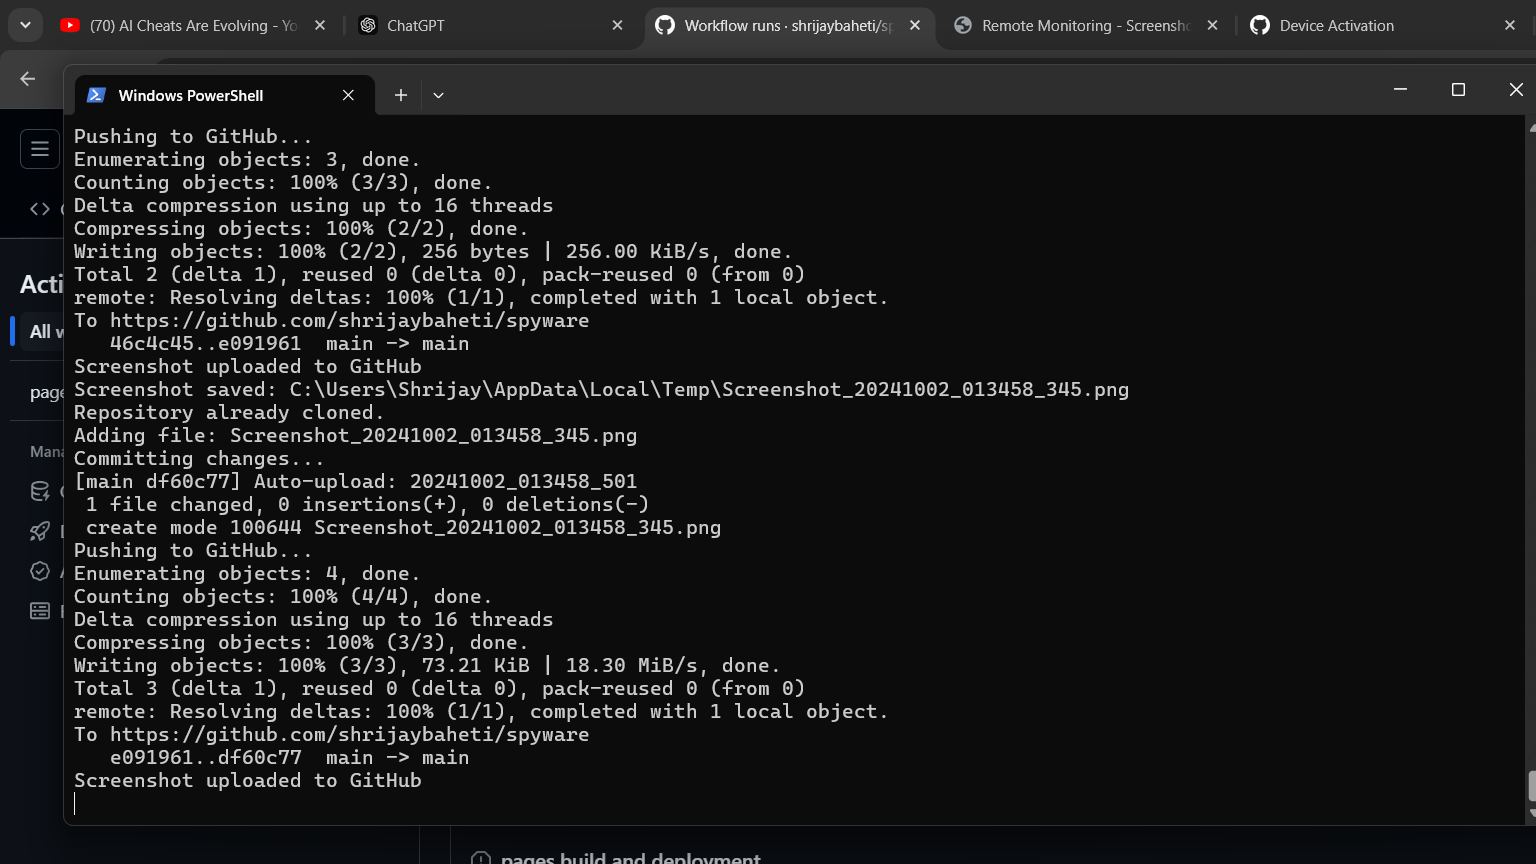 (70) AI Cheats Are Evolving - Yo
ChatGPT
Workflow runs · shrijaybaheti/sp
Remote Monitoring - Screensho
Device Activation
Windows PowerShell
Pushing to GitHub...
Enumerating objects: 3, done.
Counting objects: 100% (3/3), done.
Delta compression using up to 16 threads
Compressing objects: 100% (2/2), done.
Writing objects: 100% (2/2), 256 bytes | 256.00 KiB/s, done.
Total 2 (delta 1), reused 0 (delta 0), pack-reused 0 (from 0)
remote: Resolving deltas: 100% (1/1), completed with 1 local object.
To https://github.com/shrijaybaheti/spyware
46c4c45..e091961  main -> main
Screenshot uploaded to GitHub
Screenshot saved: C:\Users\Shrijay\AppData\Local\Temp\Screenshot_20241002_013458_345.png
Repository already cloned.
Adding file: Screenshot_20241002_013458_345.png
Committing changes...
[main df60c77] Auto-upload: 20241002_013458_501
1 file changed, 0 insertions(+), 0 deletions(-)
create mode 100644 Screenshot_20241002_013458_345.png
Pushing to GitHub...
Enumerating objects: 4, done.
Counting objects: 100% (4/4), done.
Delta compression using up to 16 threads
Compressing objects: 100% (3/3), done.
Writing objects: 100% (3/3), 73.21 KiB | 18.30 MiB/s, done.
Total 3 (delta 1), reused 0 (delta 0), pack-reused 0 (from 0)
remote: Resolving deltas: 100% (1/1), completed with 1 local object.
To https://github.com/shrijaybaheti/spyware
e091961..df60c77  main -> main
Screenshot uploaded to GitHub
Acti
All w
page
Mana
pages build and deployment